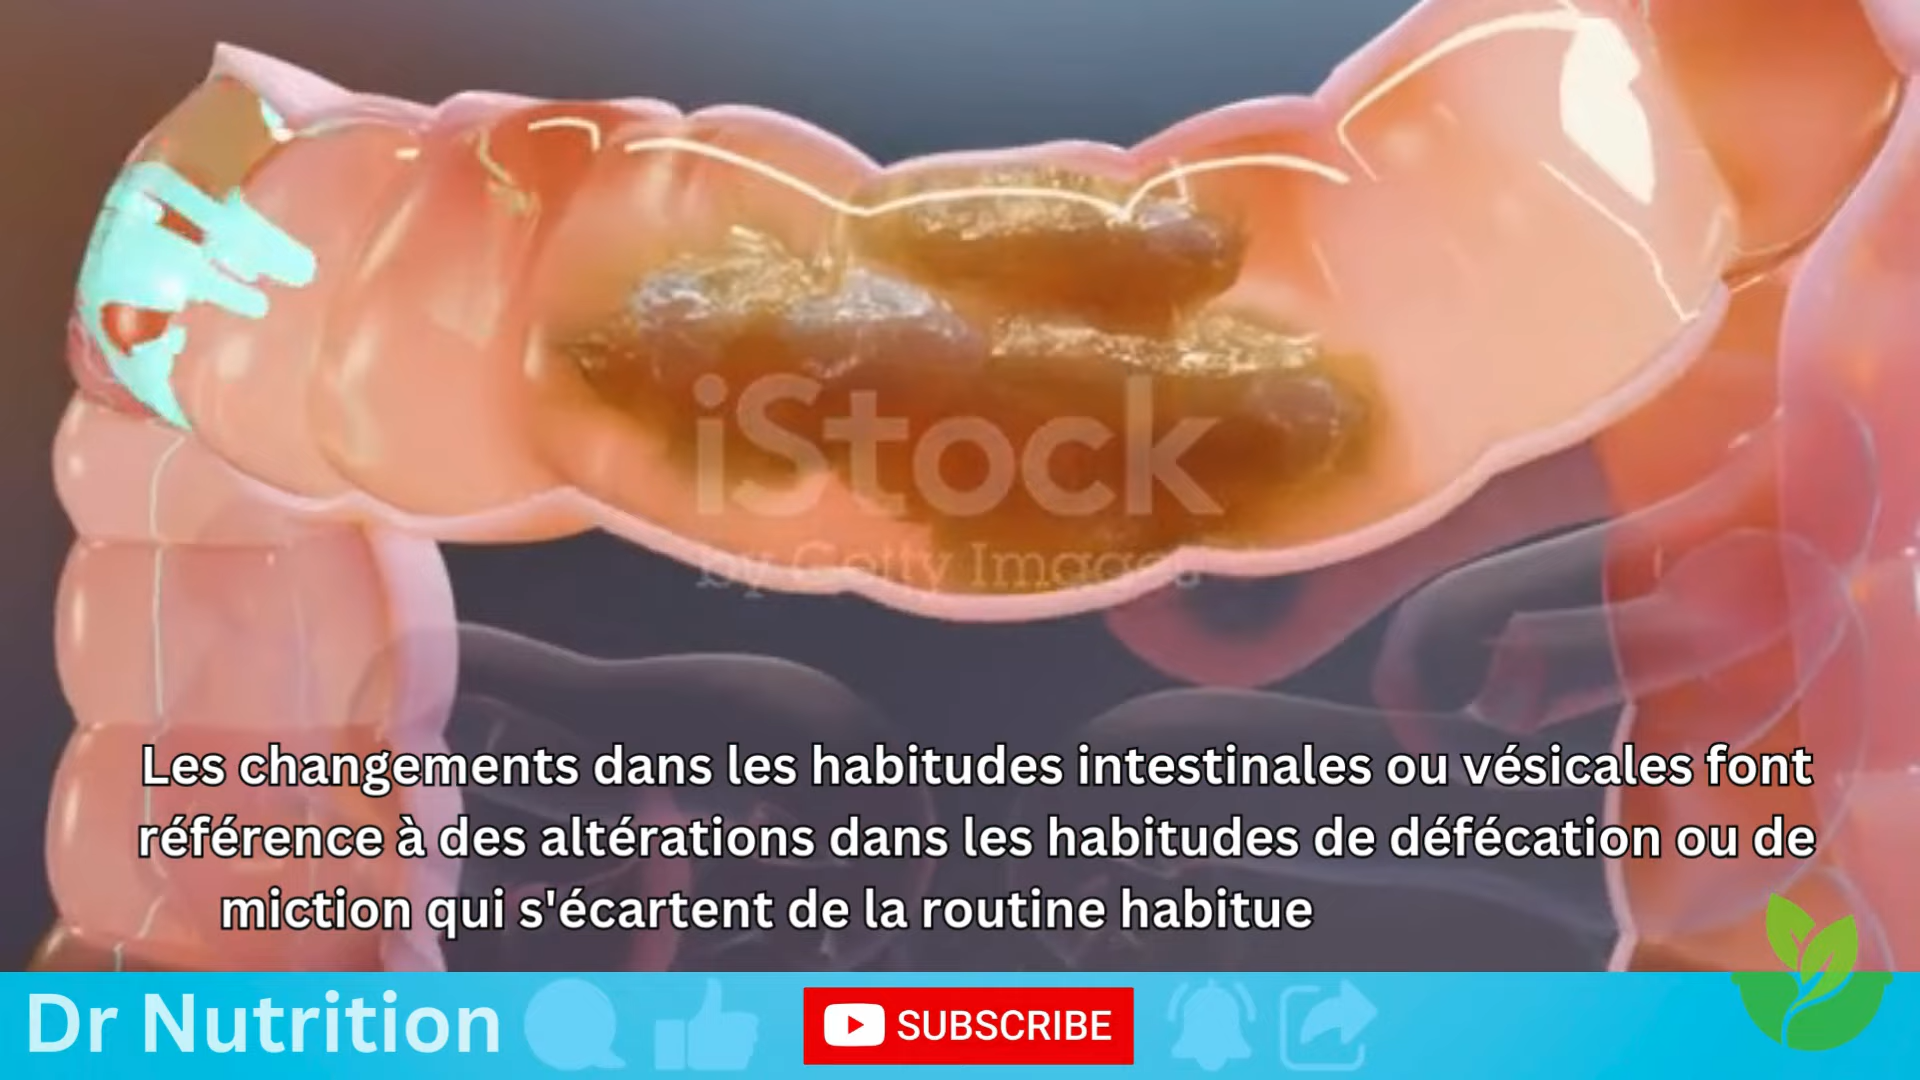 iStock
by Getty Images
Les changements dans les habitudes intestinales ou vésicales font
référence à des altérations dans les habitudes de défécation ou de
miction qui s'écartent de la routine habitue
Dr Nutrition
SUBSCRIBE